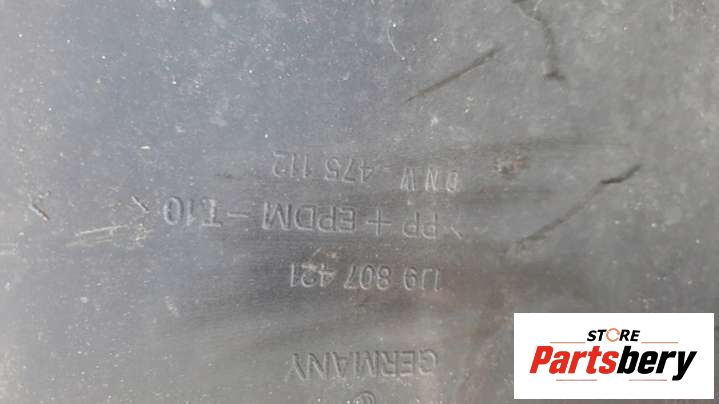 GERMANY
1J9 807 421
>PP + EPDM – T10<
DNW 475 112
STORE
Partsbery